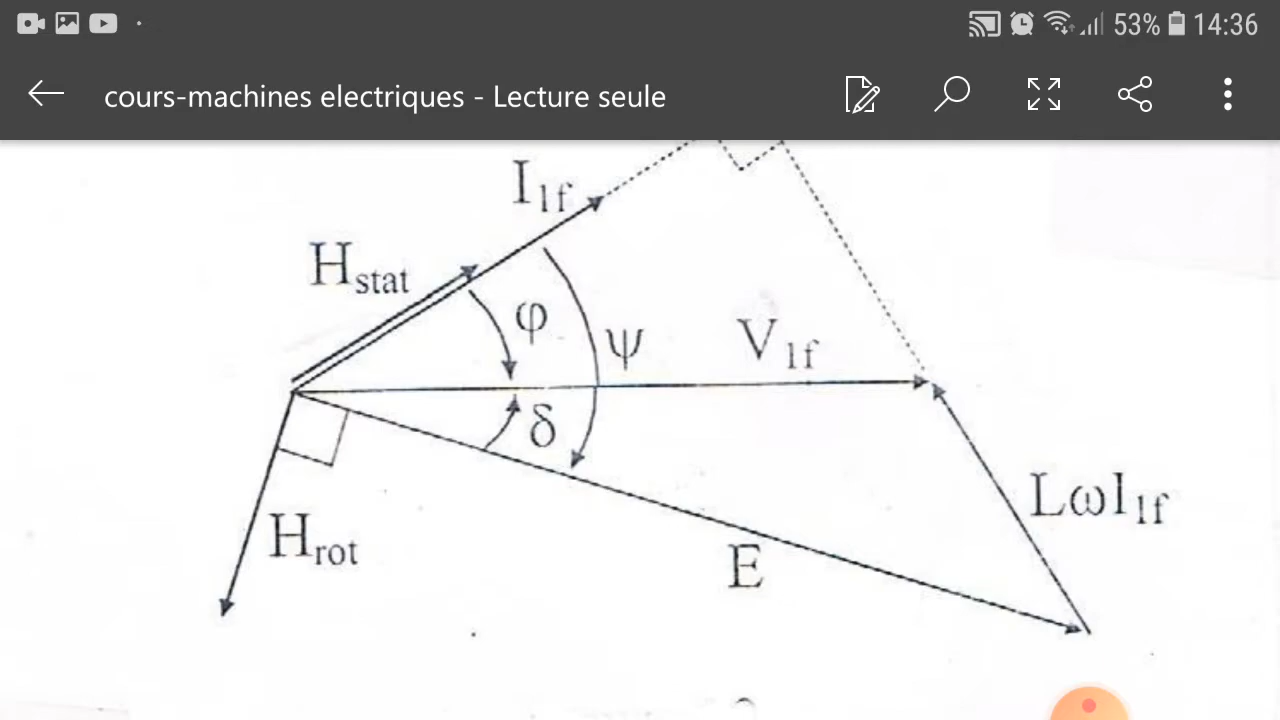 53% 14:36
cours-machines electriques - Lecture seule
I1f
Hstat
φ
ψ
V1f
δ
LωI1f
Hrot
E